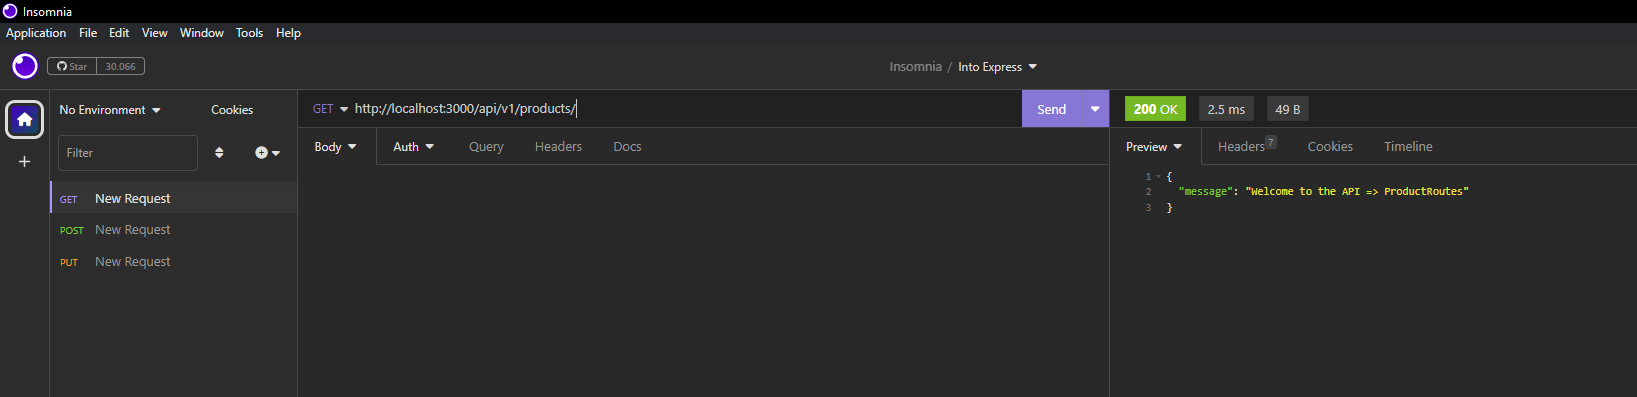 Insomnia
Application File Edit View Window Tools Help
Star 30.066
Insomnia / Into Express
No Environment Cookies
GET http://localhost:3000/api/v1/products/
Send
200 OK 2.5 ms 49 B
Filter
Body Auth Query Headers Docs
Preview Headers 7 Cookies Timeline
GET New Request
POST New Request
PUT New Request
1 {
2 "message": "Welcome to the API => ProductRoutes"
3 }